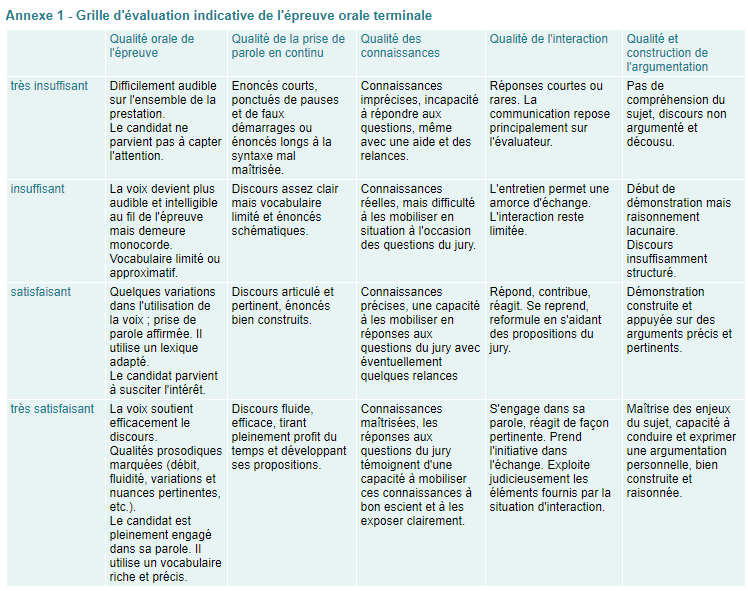 Annexe 1 - Grille d'évaluation indicative de l'épreuve orale terminale
Qualité orale de
l'épreuve
Qualité de la prise de
parole en continu
Qualité des
connaissances
Qualité de l'interaction
Qualité et
construction de
l'argumentation
très insuffisant
Difficilement audible
sur l'ensemble de la
prestation.
Le candidat ne
parvient pas à capter
l'attention.
Enoncés courts,
ponctués de pauses
et de faux
démarrages ou
énoncés longs à la
syntaxe mal
maîtrisée.
Connaissances
imprécises, incapacité
à répondre aux
questions, même
avec une aide et des
relances.
Réponses courtes ou
rares. La
communication repose
principalement sur
l'évaluateur.
Pas de
compréhension du
sujet, discours non
argumenté et
décousu.
insuffisant
La voix devient plus
audible et intelligible
au fil de l'épreuve
mais demeure
monocorde.
Vocabulaire limité ou
approximatif.
Discours assez clair
mais vocabulaire
limité et énoncés
schématiques.
Connaissances
réelles, mais difficulté
à les mobiliser en
situation à l'occasion
des questions du jury.
L'entretien permet une
amorce d'échange.
L'interaction reste
limitée.
Début de
démonstration mais
raisonnement
lacunaire.
Discours
insuffisamment
structuré.
satisfaisant
Quelques variations
dans l'utilisation de
la voix ; prise de
parole affirmée. Il
utilise un lexique
adapté.
Le candidat parvient
à susciter l'intérêt.
Discours articulé et
pertinent, énoncés
bien construits.
Connaissances
précises, une capacité
à les mobiliser en
réponses aux
questions du jury avec
éventuellement
quelques relances
Répond, contribue,
réagit. Se reprend,
reformule en s'aidant
des propositions du
jury.
Démonstration
construite et
appuyée sur des
arguments précis et
pertinents.
très satisfaisant
La voix soutient
efficacement le
discours.
Qualités prosodiques
marquées (débit,
fluidité, variations et
nuances pertinentes,
etc.).
Le candidat est
pleinement engagé
dans sa parole. Il
utilise un vocabulaire
riche et précis.
Discours fluide,
efficace, tirant
pleinement profit du
temps et développant
ses propositions.
Connaissances
maîtrisées, les
réponses aux
questions du jury
témoignent d'une
capacité à mobiliser
ces connaissances à
bon escient et à les
exposer clairement.
S'engage dans sa
parole, réagit de façon
pertinente. Prend
l'initiative dans
l'échange. Exploite
judicieusement les
éléments fournis par la
situation d'interaction.
Maîtrise des enjeux
du sujet, capacité à
conduire et exprimer
une argumentation
personnelle, bien
construite et
raisonnée.